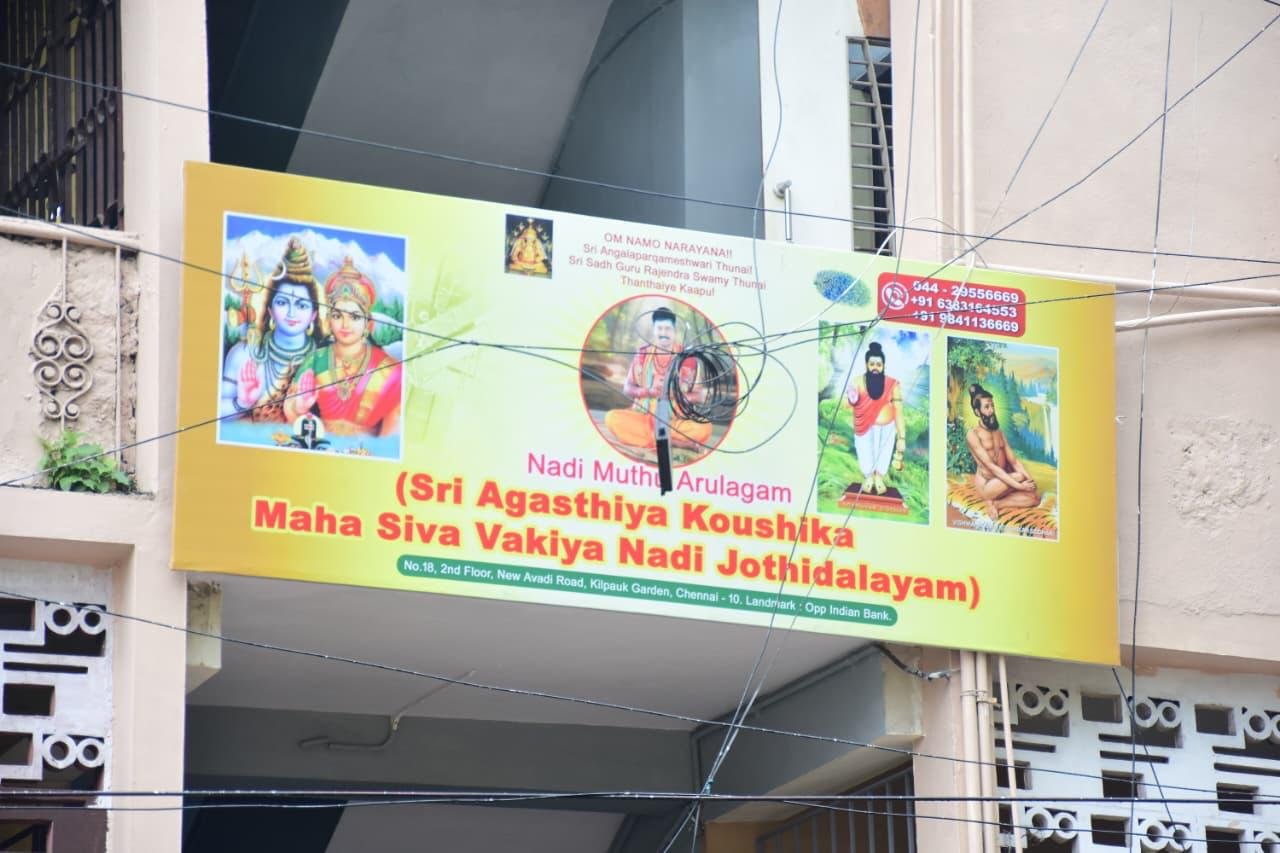 OM NAMO NARAYANA!!
Sri Angalaparqameshwari Thunai!
Sri Sadh Guru Rajendra Swamy Thunai
Thanthaiye Kaapu!
044 - 29556669
+91 6383164553
+91 9841136669
Nadi Muthu Arulagam
(Sri Agasthiya Koushika
Maha Siva Vakiya Nadi Jothidalayam)
No.18, 2nd Floor, New Avadi Road, Kilpauk Garden, Chennai - 10. Landmark : Opp Indian Bank.